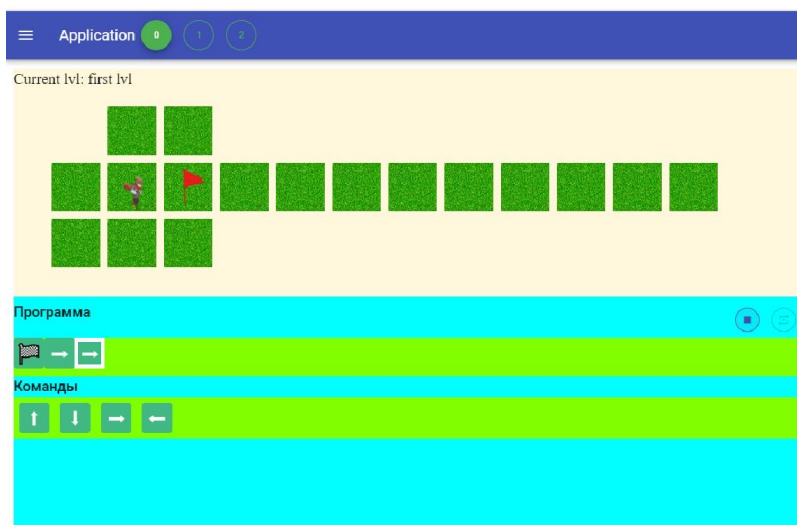 Application 0 1 2
Current lvl: first lvl
Программа
Команды